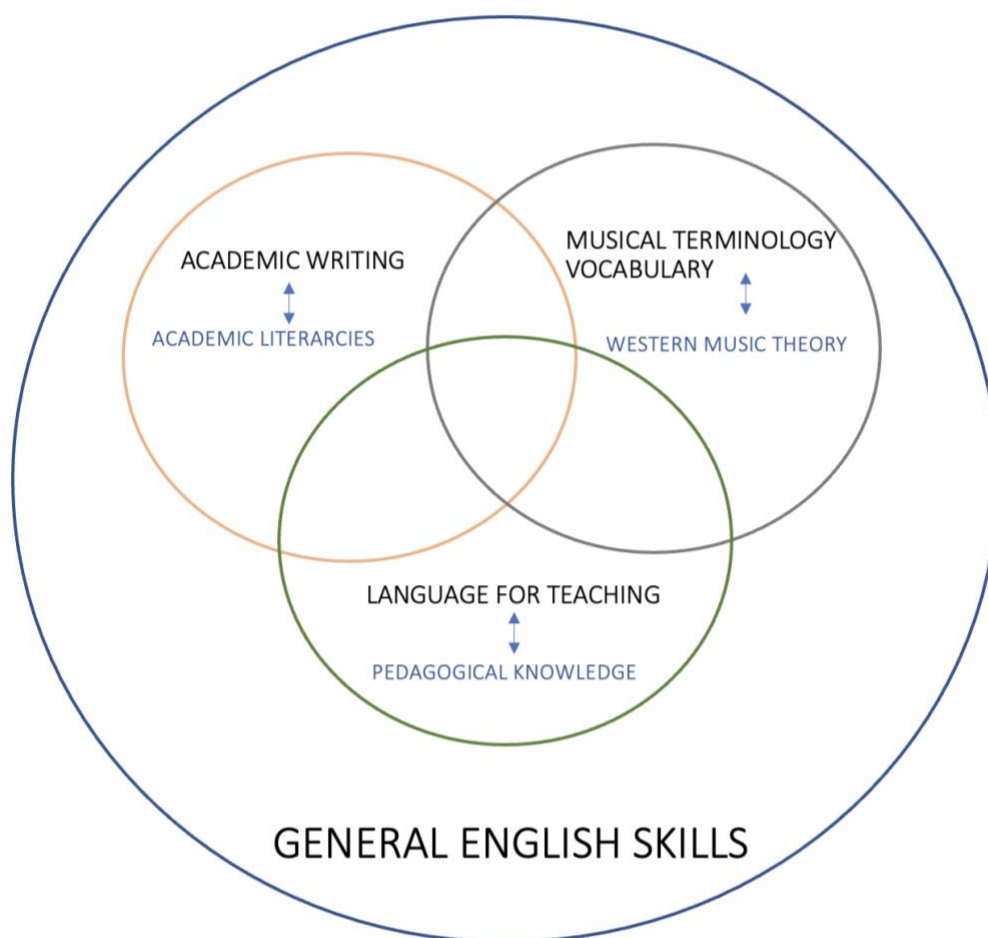 ACADEMIC WRITING
ACADEMIC LITERARCIES
MUSICAL TERMINOLOGY
VOCABULARY
WESTERN MUSIC THEORY
LANGUAGE FOR TEACHING
PEDAGOGICAL KNOWLEDGE
GENERAL ENGLISH SKILLS